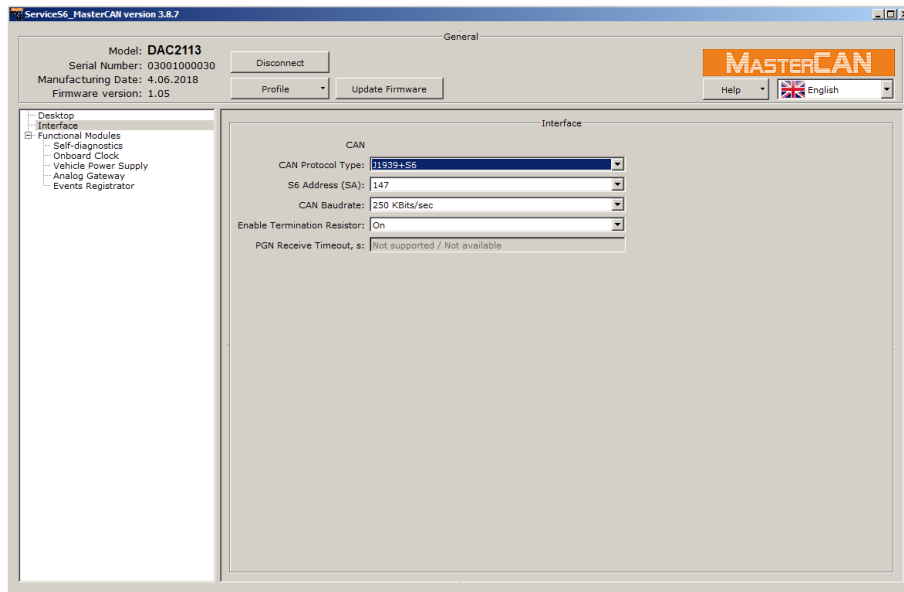 ServiceS6_MasterCAN version 3.8.7
General
Model: DAC2113
Serial Number: 03001000030
Manufacturing Date: 4.06.2018
Firmware version: 1.05
Disconnect
Profile
Update Firmware
MASTERCAN
Help
English
Desktop
Interface
Functional Modules
Self-diagnostics
Onboard Clock
Vehicle Power Supply
Analog Gateway
Events Registrator
Interface
CAN
CAN Protocol Type: J1939+S6
S6 Address (SA): 147
CAN Baudrate: 250 KBits/sec
Enable Termination Resistor: On
PGN Receive Timeout, s: Not supported / Not available